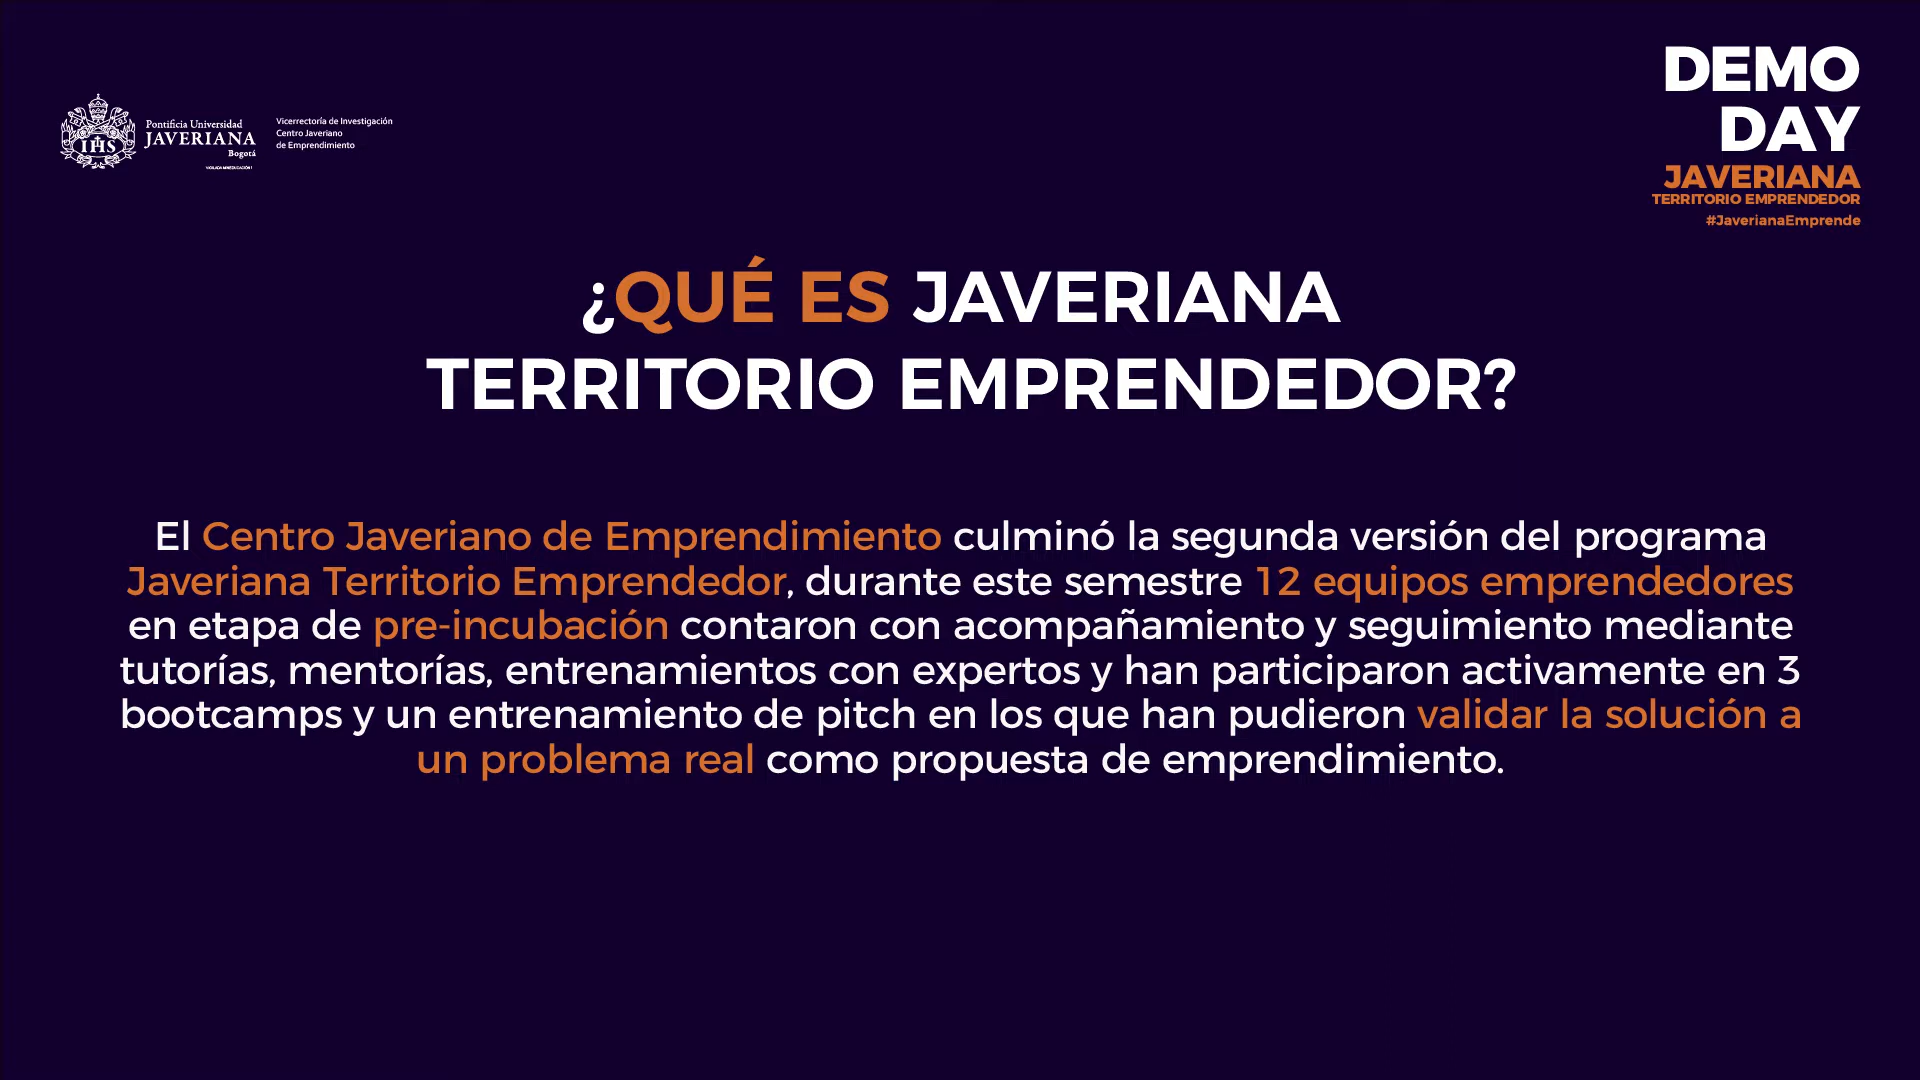 Pontificia Universidad
JAVERIANA
Bogotá
VIGILADA MINEDUCACIÓN
Vicerrectoría de Investigación
Centro Javeriano
de Emprendimiento
DEMO
DAY
JAVERIANA
TERRITORIO EMPRENDEDOR
#JaverianaEmprende
¿QUÉ ES JAVERIANA
TERRITORIO EMPRENDEDOR?
El Centro Javeriano de Emprendimiento culminó la segunda versión del programa
Javeriana Territorio Emprendedor, durante este semestre 12 equipos emprendedores
en etapa de pre-incubación contaron con acompañamiento y seguimiento mediante
tutorías, mentorías, entrenamientos con expertos y han participaron activamente en 3
bootcamps y un entrenamiento de pitch en los que han pudieron validar la solución a
un problema real como propuesta de emprendimiento.
IHS